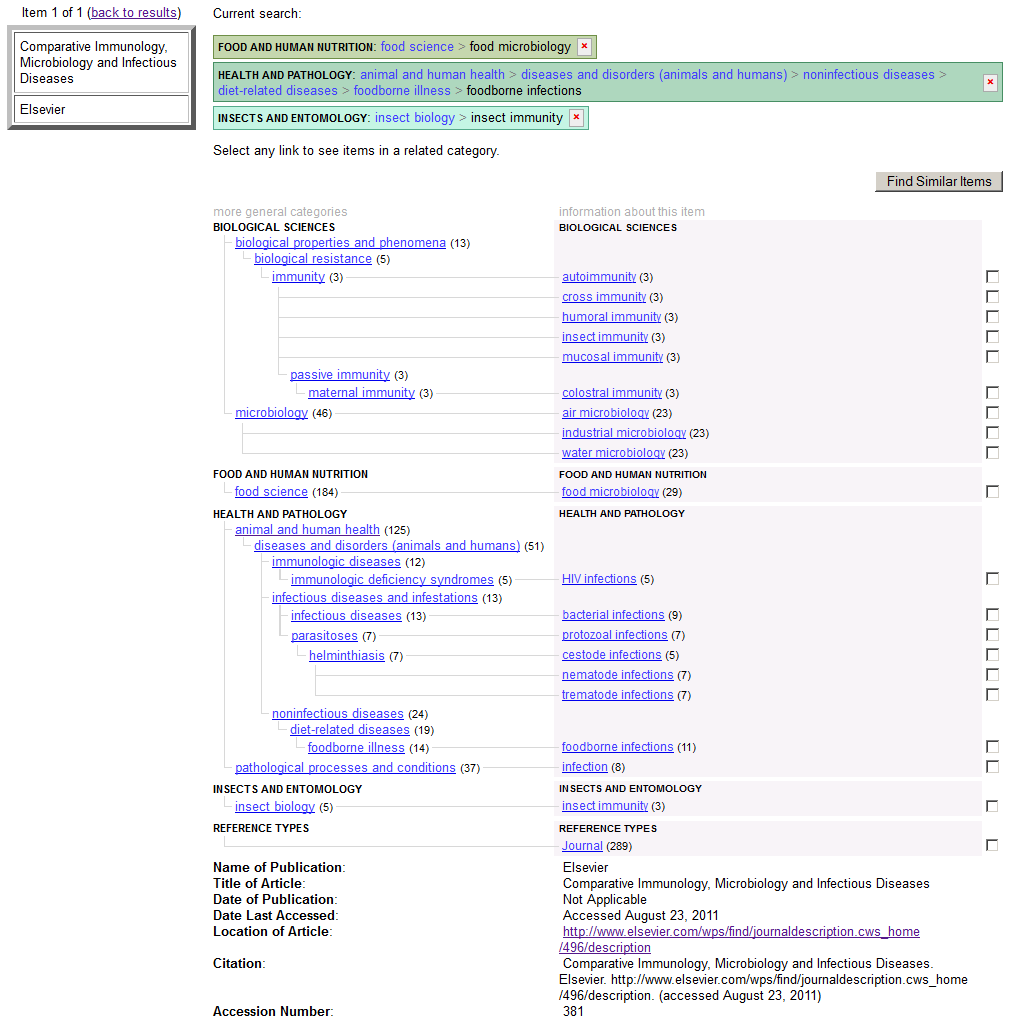 Item 1 of 1 (back to results)
Comparative Immunology,
Microbiology and Infectious
Diseases
Elsevier
Current search:
FOOD AND HUMAN NUTRITION: food science > food microbiology
HEALTH AND PATHOLOGY: animal and human health > diseases and disorders (animals and humans) > noninfectious diseases >
diet-related diseases > foodborne illness > foodborne infections
INSECTS AND ENTOMOLOGY: insect biology > insect immunity
Select any link to see items in a related category.
Find Similar Items
more general categories information about this item
BIOLOGICAL SCIENCES BIOLOGICAL SCIENCES
biological properties and phenomena (13)
biological resistance (5)
immunity (3) autoimmunity (3)
cross immunity (3)
humoral immunity (3)
insect immunity (3)
mucosal immunity (3)
passive immunity (3)
maternal immunity (3) colostral immunity (3)
microbiology (46) air microbiology (23)
industrial microbiology (23)
water microbiology (23)
FOOD AND HUMAN NUTRITION FOOD AND HUMAN NUTRITION
food science (184) food microbiology (29)
HEALTH AND PATHOLOGY HEALTH AND PATHOLOGY
animal and human health (125)
diseases and disorders (animals and humans) (51)
immunologic diseases (12)
immunologic deficiency syndromes (5) HIV infections (5)
infectious diseases and infestations (13)
infectious diseases (13) bacterial infections (9)
parasitoses (7) protozoal infections (7)
helminthiasis (7) cestode infections (5)
nematode infections (7)
trematode infections (7)
noninfectious diseases (24)
diet-related diseases (19)
foodborne illness (14) foodborne infections (11)
pathological processes and conditions (37) infection (8)
INSECTS AND ENTOMOLOGY INSECTS AND ENTOMOLOGY
insect biology (5) insect immunity (3)
REFERENCE TYPES REFERENCE TYPES
Journal (289)
Name of Publication: Elsevier
Title of Article: Comparative Immunology, Microbiology and Infectious Diseases
Date of Publication: Not Applicable
Date Last Accessed: Accessed August 23, 2011
Location of Article: http://www.elsevier.com/wps/find/journaldescription.cws_home
/496/description
Citation: Comparative Immunology, Microbiology and Infectious Diseases.
Elsevier. http://www.elsevier.com/wps/find/journaldescription.cws_home
/496/description. (accessed August 23, 2011)
Accession Number: 381